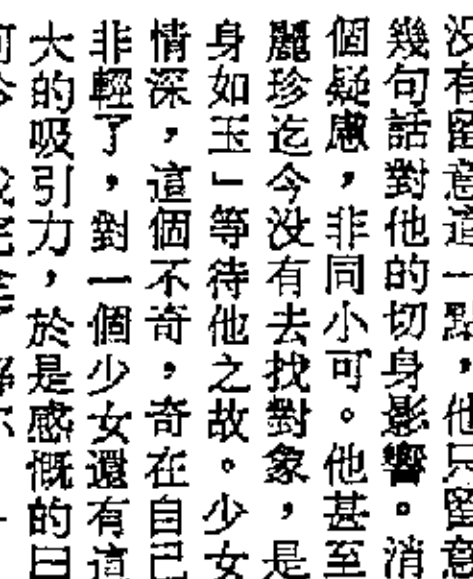 没有留意這一點，他只留意
幾句話對他的切身影響。消
個疑慮，非同小可。他甚至
麗珍迄今没有去找對象，是
身如玉」等待他之故。少女
情深，這個不奇，奇在自己
非輕了，對一個少女還有這
大的吸引力，於是感慨的曰